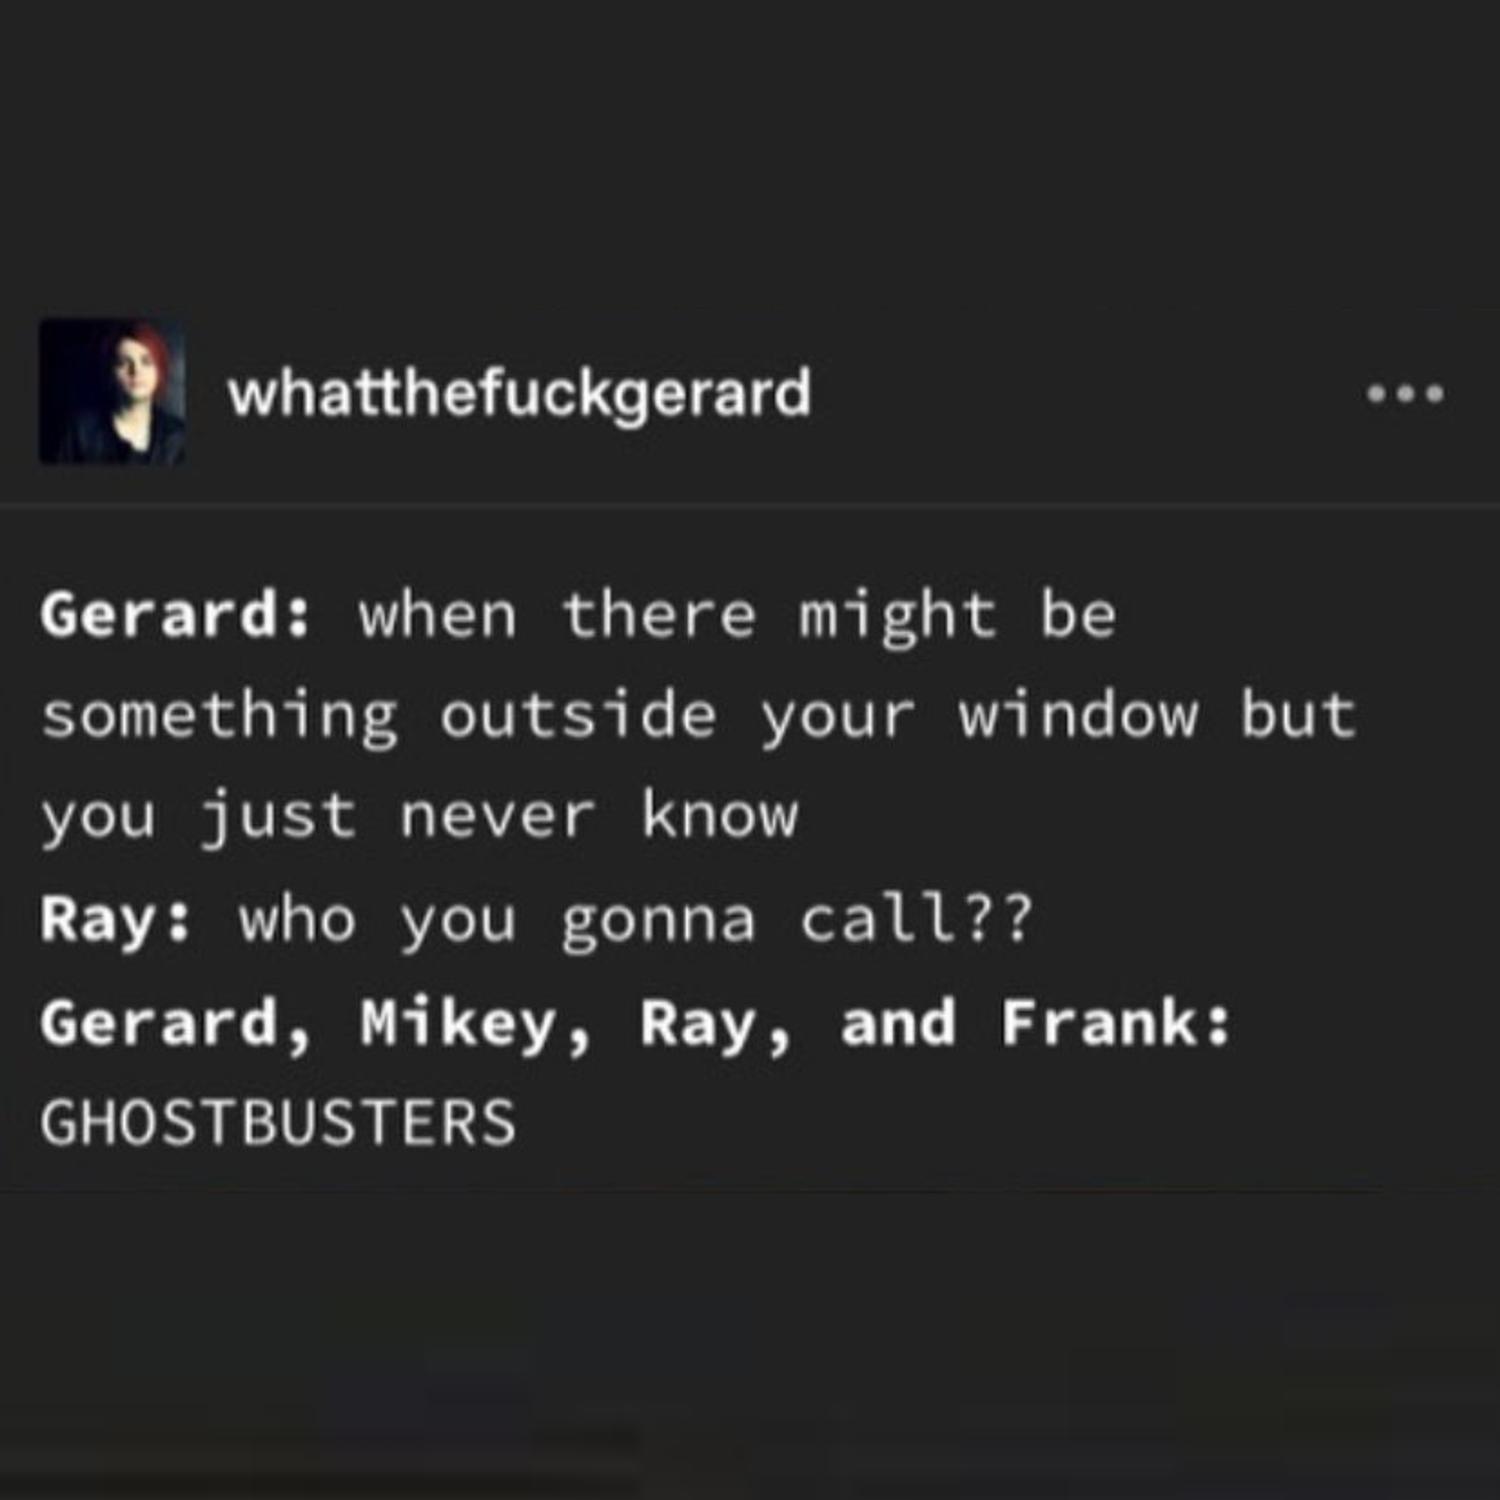 whatthefuckgerard
Gerard: when there might be
something outside your window but
you just never know
Ray: who you gonna call??
Gerard, Mikey, Ray, and Frank:
GHOSTBUSTERS